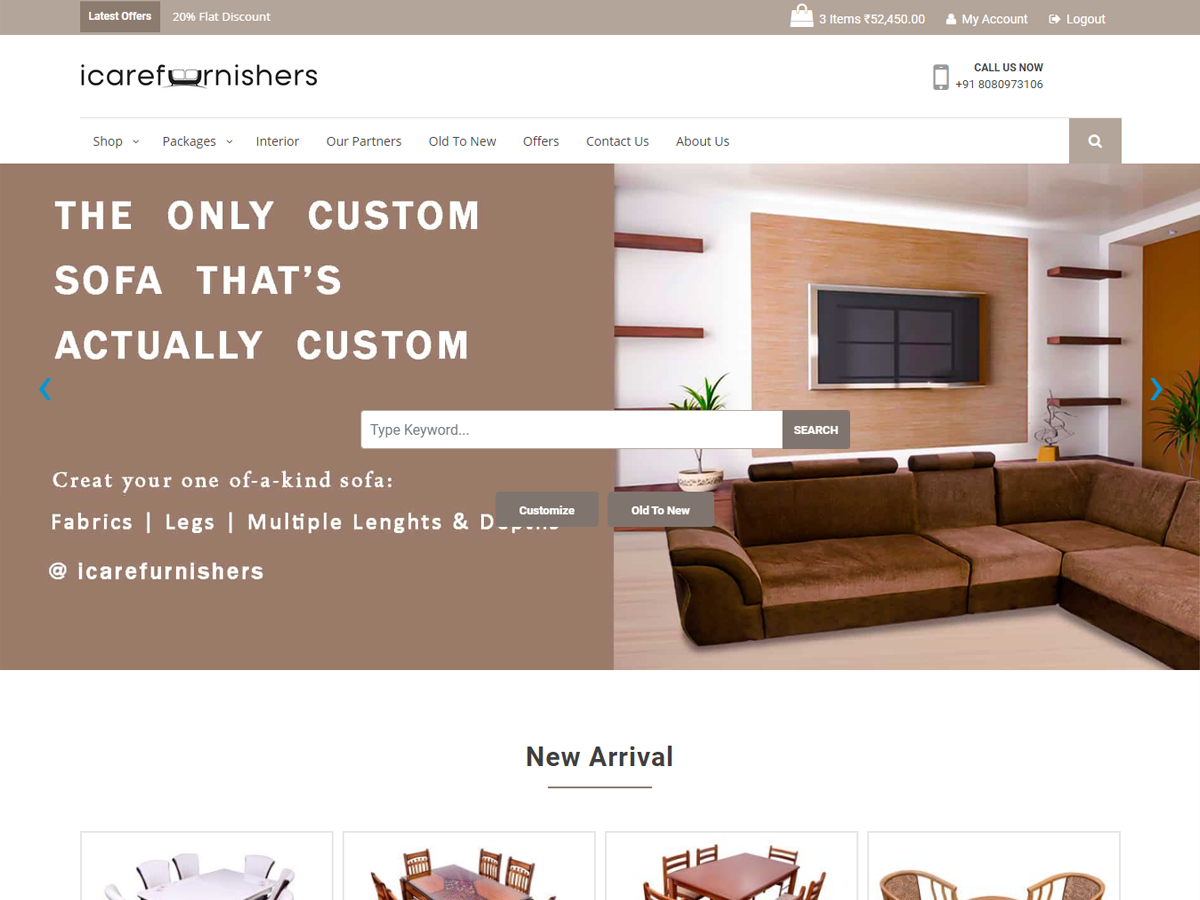 Latest Offers 20% Flat Discount 3 Items ₹52,450.00 My Account Logout
icarefurnishers
CALL US NOW
+91 8080973106
Shop Packages Interior Our Partners Old To New Offers Contact Us About Us
THE ONLY CUSTOM
SOFA THAT'S
ACTUALLY CUSTOM
Type Keyword... SEARCH
Creat your one of-a-kind sofa:
Customize Old To New
Fabrics | Legs | Multiple Lenghts & Depths
@ icarefurnishers
New Arrival